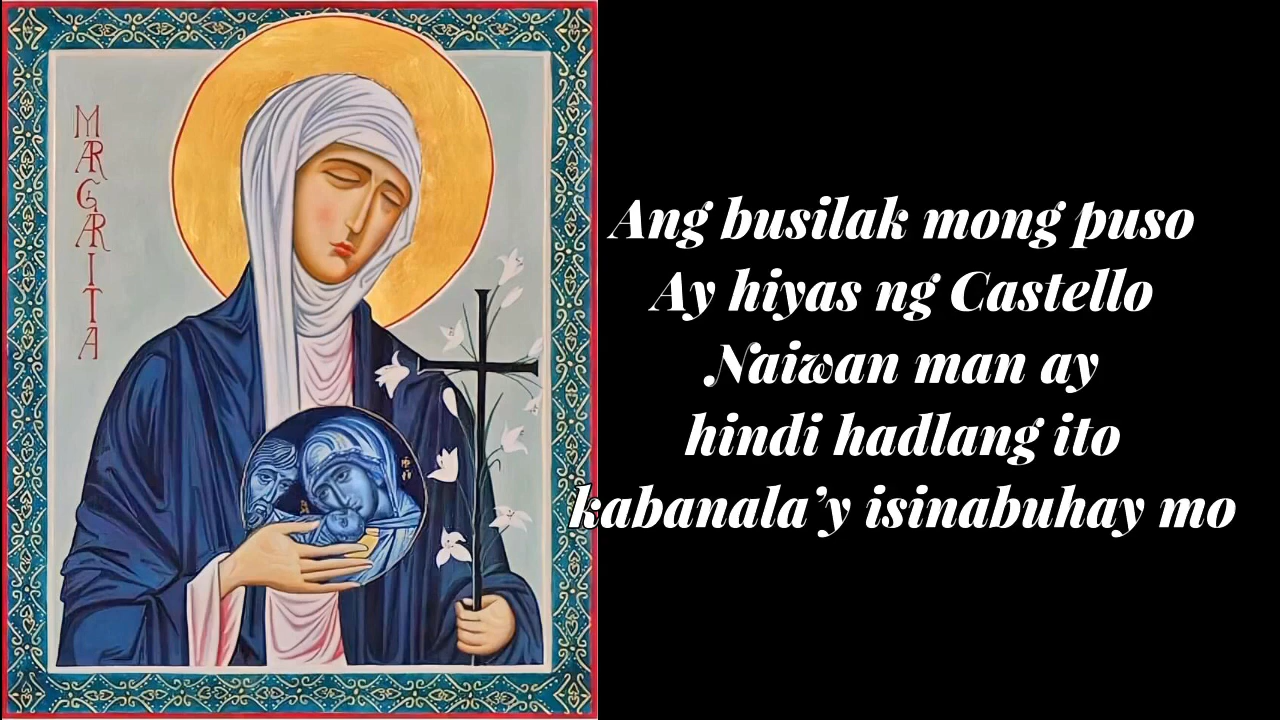 MARGARITA
Ang busilak mong puso
Ay hiyas ng Castello
Naiwan man ay
hindi hadlang ito
kabanala’y isinabuhay mo